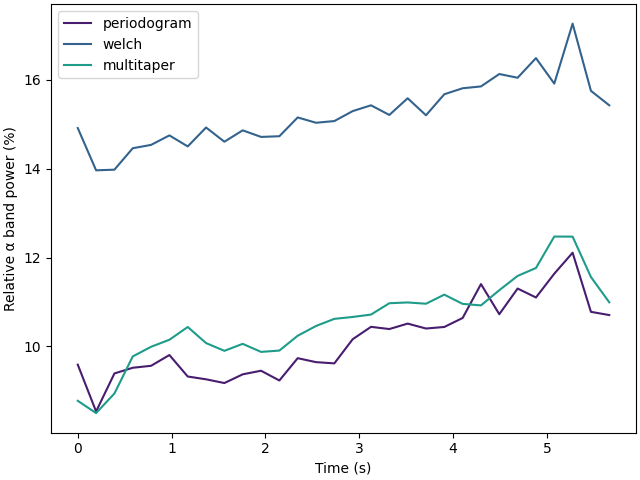 periodogram
welch
multitaper
Relative α band power (%)
16
14
12
10
0 1 2 3 4 5
Time (s)